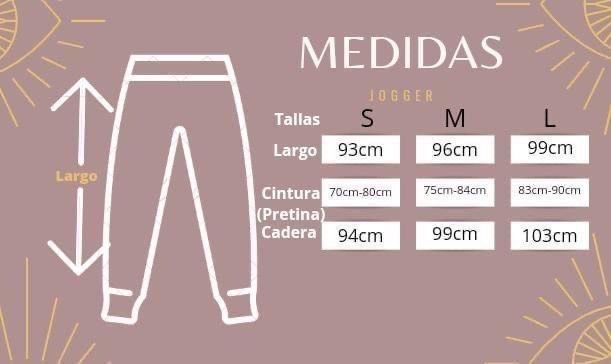 MEDIDAS
JOGGER
Tallas S M L
Largo 93cm 96cm 99cm
Largo
Cintura 70cm-80cm 75cm-84cm 83cm-90cm
(Pretina)
Cadera 94cm 99cm 103cm